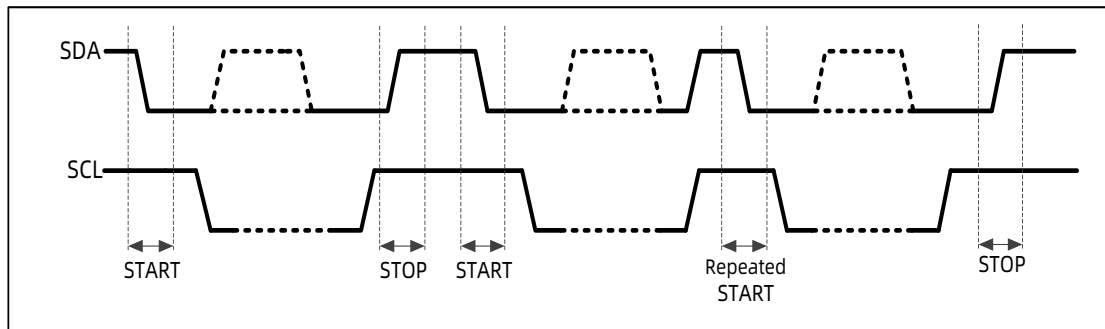 SDA
SCL
START
STOP
START
Repeated
START
STOP